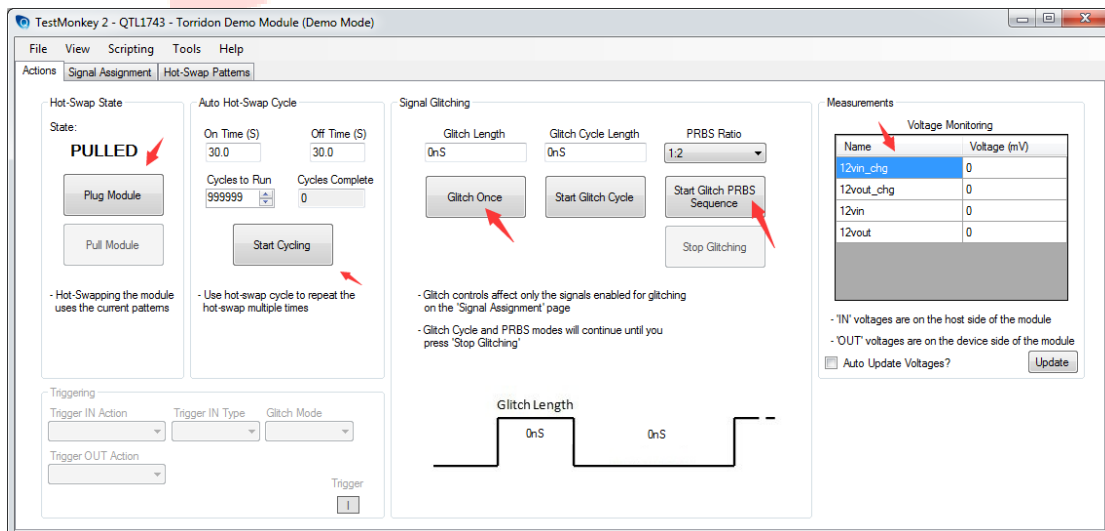 TestMonkey 2 - QTL1743 - Torridon Demo Module (Demo Mode)
File View Scripting Tools Help
Actions Signal Assignment Hot-Swap Patterns
Hot-Swap State
State:
PULLED
Plug Module
Pull Module
- Hot-Swapping the module
uses the current patterns
Auto Hot-Swap Cycle
On Time (S) Off Time (S)
30.0 30.0
Cycles to Run Cycles Complete
999999 0
Start Cycling
- Use hot-swap cycle to repeat the
hot-swap multiple times
Signal Glitching
Glitch Length Glitch Cycle Length PRBS Ratio
0nS 0nS 1:2
Glitch Once Start Glitch Cycle Start Glitch PRBS
Sequence
Stop Glitching
- Glitch controls affect only the signals enabled for glitching
on the 'Signal Assignment' page
- Glitch Cycle and PRBS modes will continue until you
press 'Stop Glitching'
Glitch Length
0nS 0nS
Measurements
Voltage Monitoring
Name Voltage (mV)
12vin_chg 0
12vout_chg 0
12vin 0
12vout 0
- 'IN' voltages are on the host side of the module
- 'OUT' voltages are on the device side of the module
Auto Update Voltages? Update
Triggering
Trigger IN Action Trigger IN Type Glitch Mode
Trigger OUT Action
Trigger
I